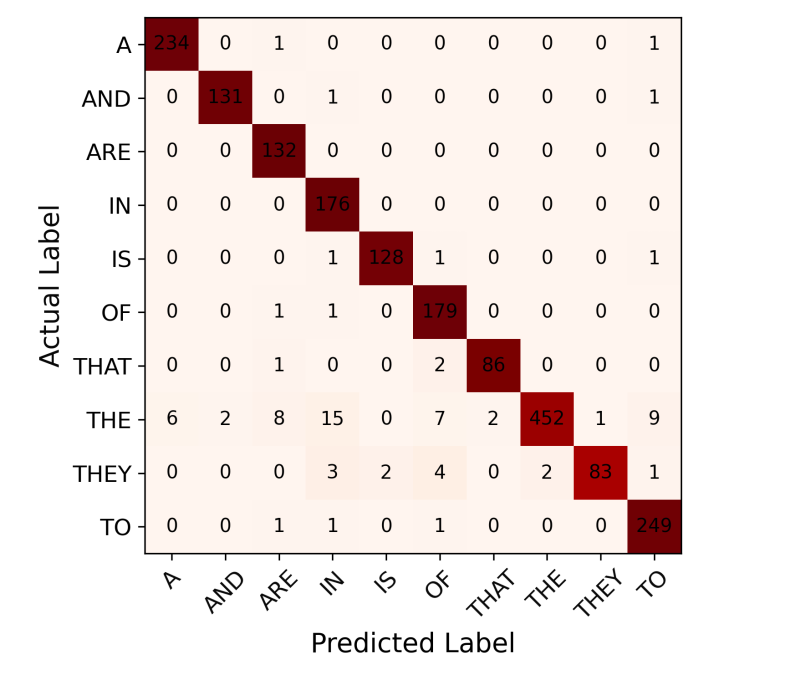 A 234 0 1 0 0 0 0 0 0 1
AND 0 131 0 1 0 0 0 0 0 1
ARE 0 0 132 0 0 0 0 0 0 0
IN 0 0 0 176 0 0 0 0 0 0
IS 0 0 0 1 128 1 0 0 0 1
OF 0 0 1 1 0 179 0 0 0 0
THAT 0 0 1 0 0 2 86 0 0 0
THE 6 2 8 15 0 7 2 452 1 9
THEY 0 0 0 3 2 4 0 2 83 1
TO 0 0 1 1 0 1 0 0 0 249
A AND ARE IN IS OF THAT THE THEY TO
Predicted Label
Actual Label